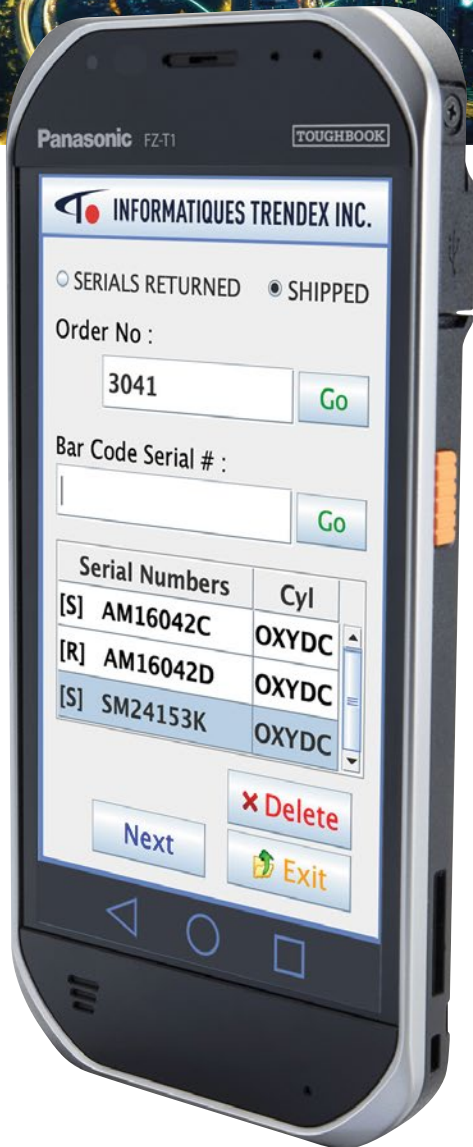 Panasonic FZ-T1 TOUGHBOOK
INFORMATIQUES TRENDEX INC.
SERIALS RETURNED SHIPPED
Order No :
3041 Go
Bar Code Serial # :
Go
Serial Numbers Cyl
[S] AM16042C OXYDC
[R] AM16042D OXYDC
[S] SM24153K OXYDC
Delete
Next
Exit